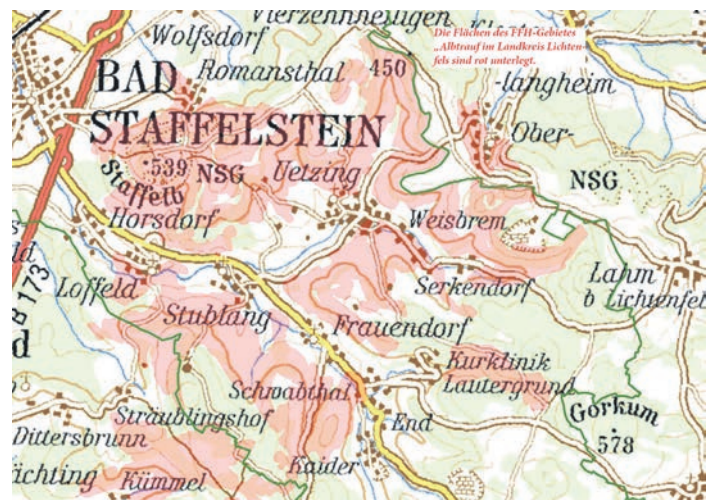 Vierzehnheiligen
Die Flächen des FFH-Gebietes
„Albtrauf im Landkreis Lichten-
fels sind rot unterlegt.
Wolfsdorf
Romansthal
450
BAD
STAFFELSTEIN
-langheim
Ober-
539
NSG
Uetzing
NSG
Staffelb
Horsdorf
Weisbrem
Loffeld
Serkendorf
Lahm
b Lichtenfel
B 173
Stublang
Frauendorf
Kurklinik
Lautergrund
Schwabthal
Gorkum
578
Sträublingshof
End
Dittersbrunn
Kaider
ächting
Kümmel